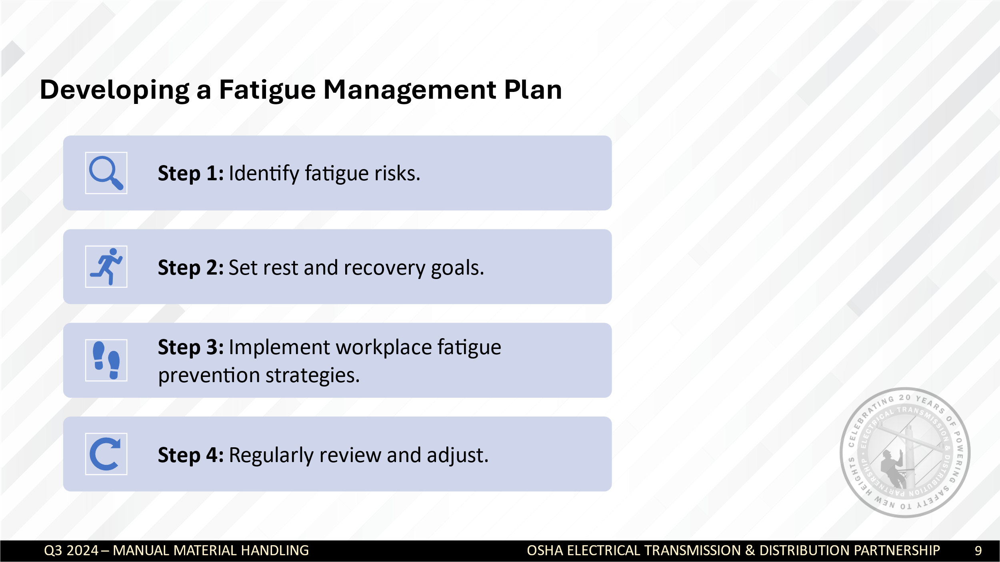 Developing a Fatigue Management Plan
Step 1: Identify fatigue risks.
Step 2: Set rest and recovery goals.
Step 3: Implement workplace fatigue
prevention strategies.
Step 4: Regularly review and adjust.
CELEBRATING 20 YEARS OF POWERING SAFETY TO NEW HEIGHTS
ELECTRICAL TRANSMISSION & DISTRIBUTION PARTNERSHIP •
Q3 2024 – MANUAL MATERIAL HANDLING
OSHA ELECTRICAL TRANSMISSION & DISTRIBUTION PARTNERSHIP
9